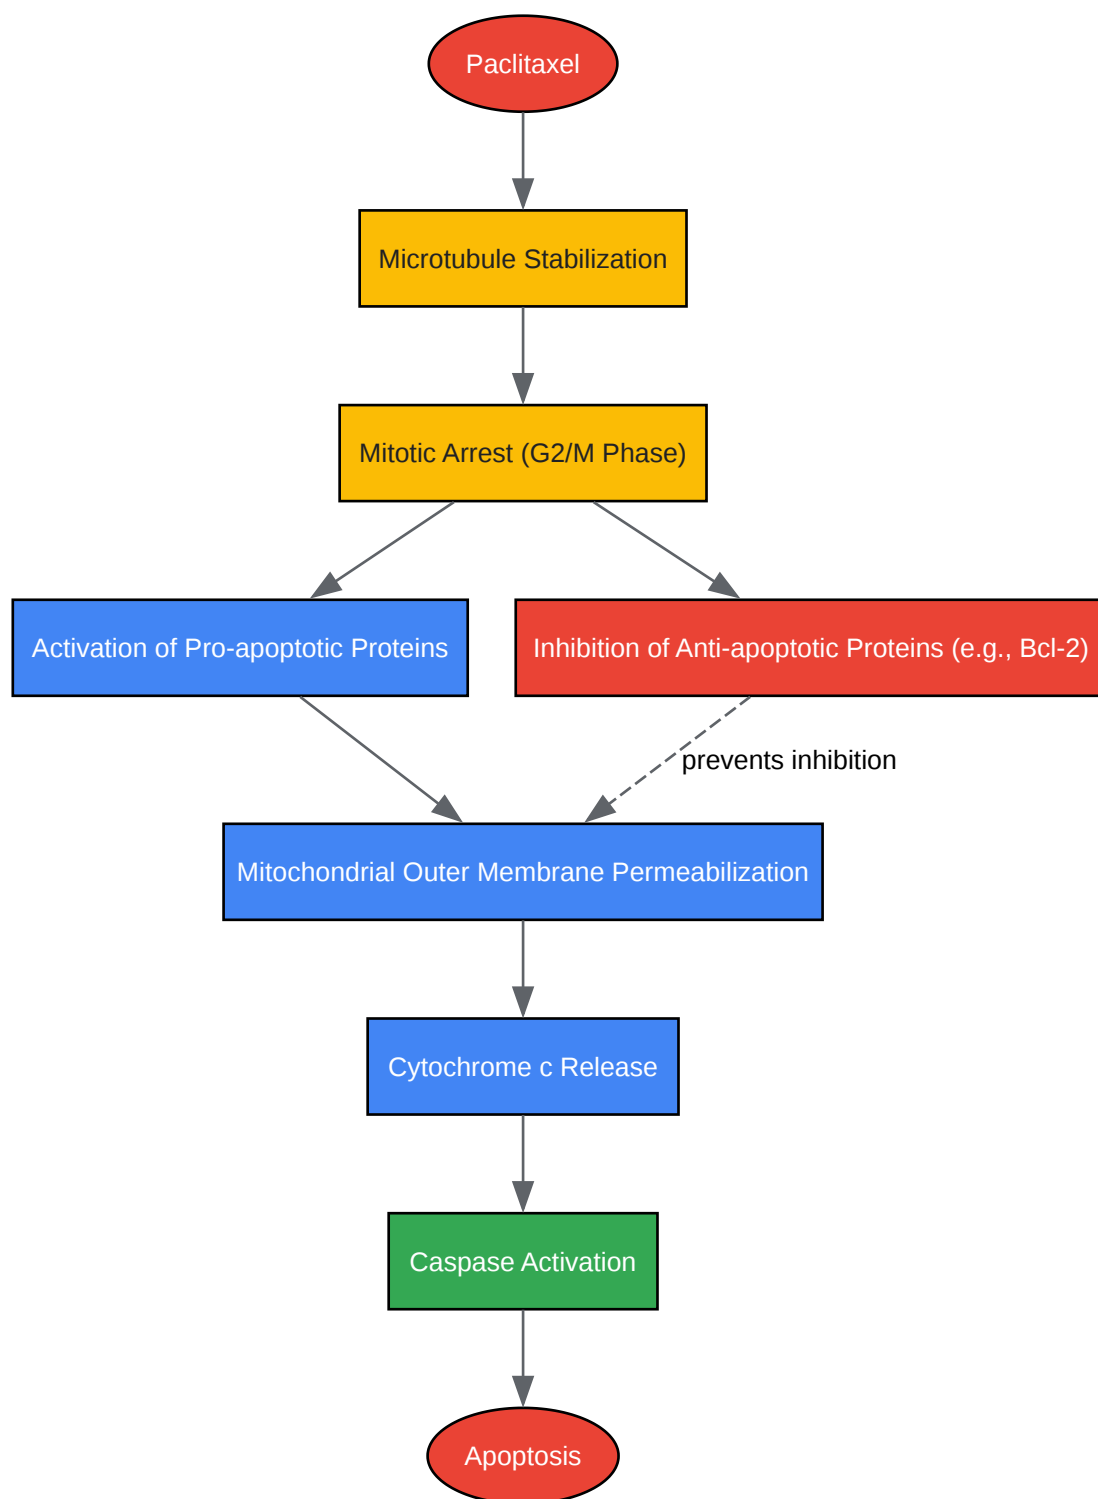 Paclitaxel
Microtubule Stabilization
Mitotic Arrest (G2/M Phase)
Activation of Pro-apoptotic Proteins
Inhibition of Anti-apoptotic Proteins (e.g., Bcl-2)
prevents inhibition
Mitochondrial Outer Membrane Permeabilization
Cytochrome c Release
Caspase Activation
Apoptosis